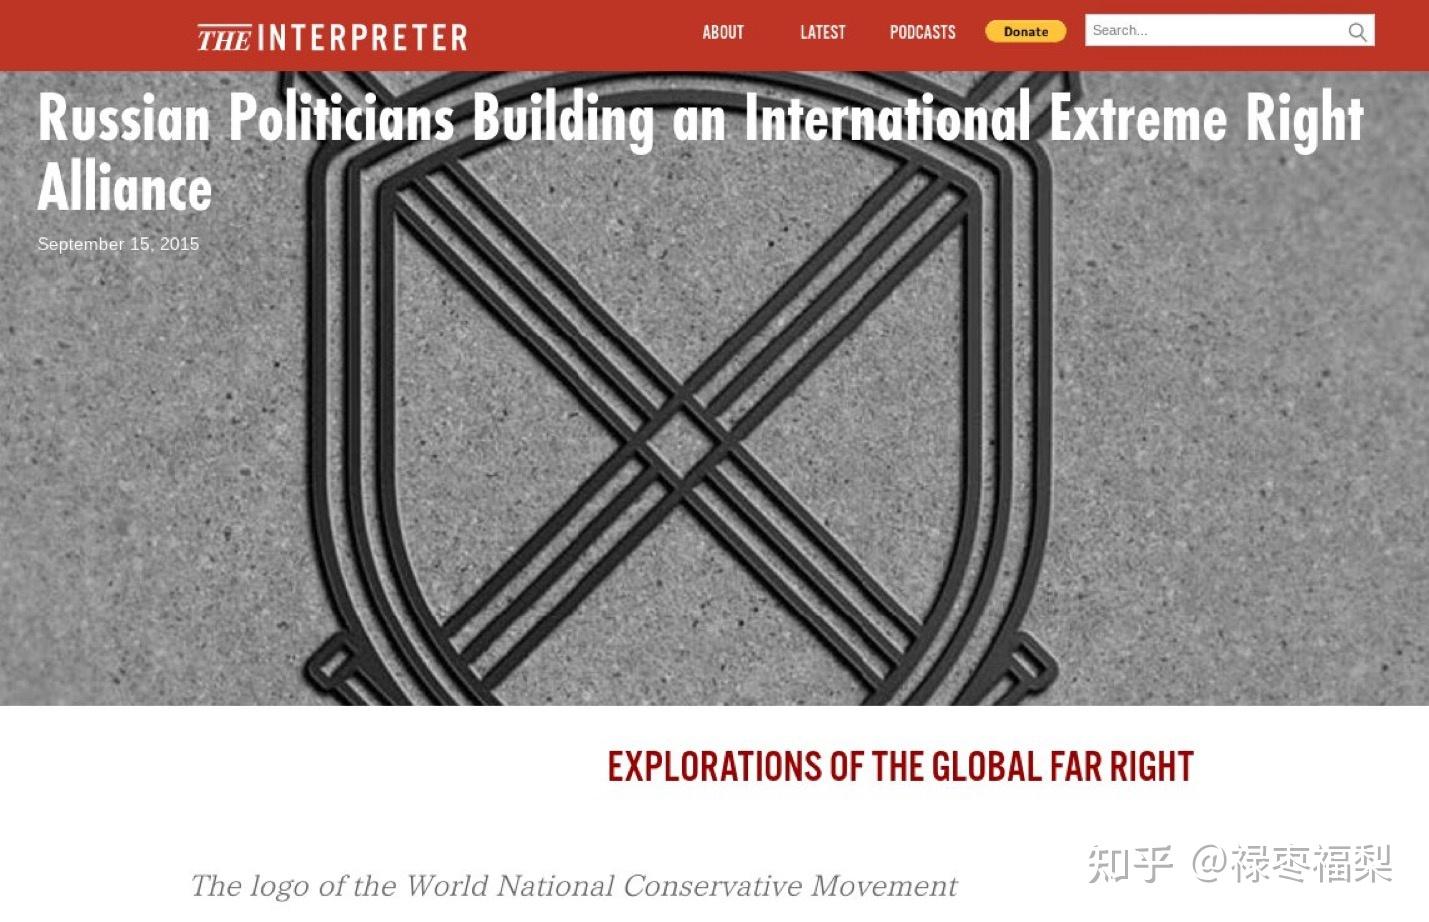 THE INTERPRETER
ABOUT LATEST PODCASTS Donate Search...
Russian Politicians Building an International Extreme Right
Alliance
September 15, 2015
EXPLORATIONS OF THE GLOBAL FAR RIGHT
The logo of the World National Conservative Movement
知乎 @禄枣福梨